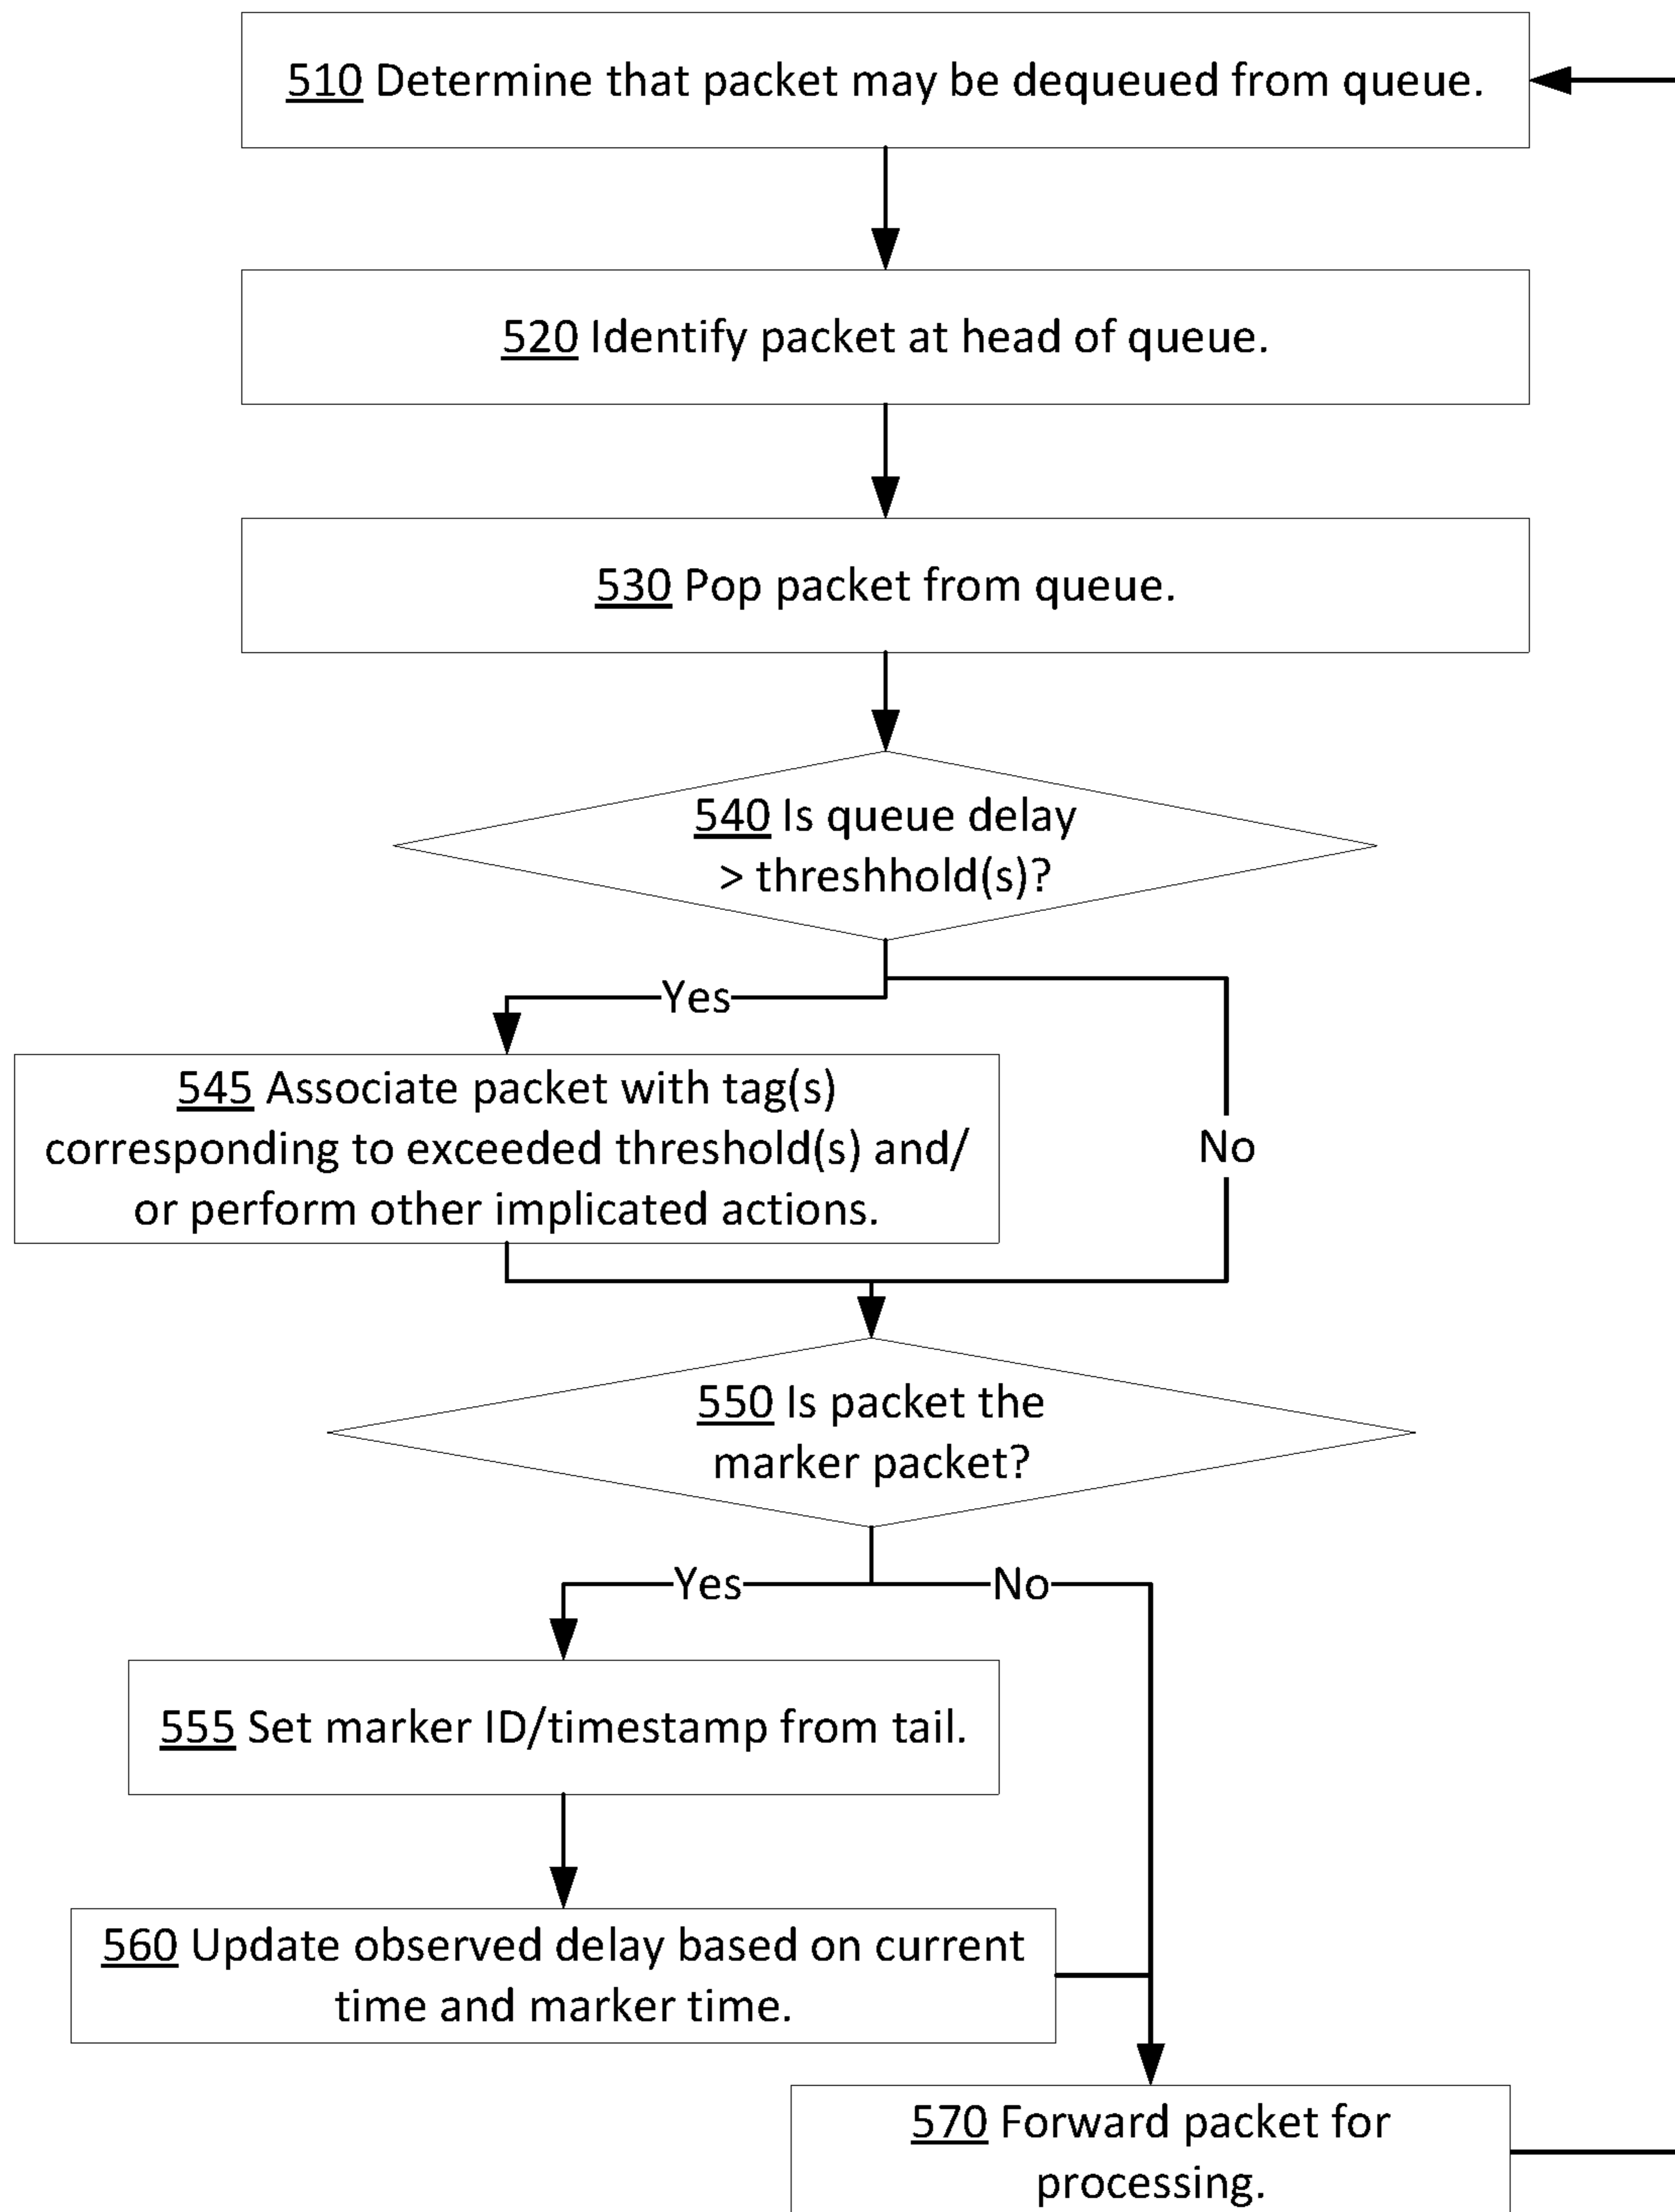 510 Determine that packet may be dequeued from queue.
520 Identify packet at head of queue.
530 Pop packet from queue.
540 Is queue delay
> threshhold(s)?
Yes
545 Associate packet with tag(s)
corresponding to exceeded threshold(s) and/
or perform other implicated actions.
No
550 Is packet the
marker packet?
Yes
No
555 Set marker ID/timestamp from tail.
560 Update observed delay based on current
time and marker time.
570 Forward packet for
processing.